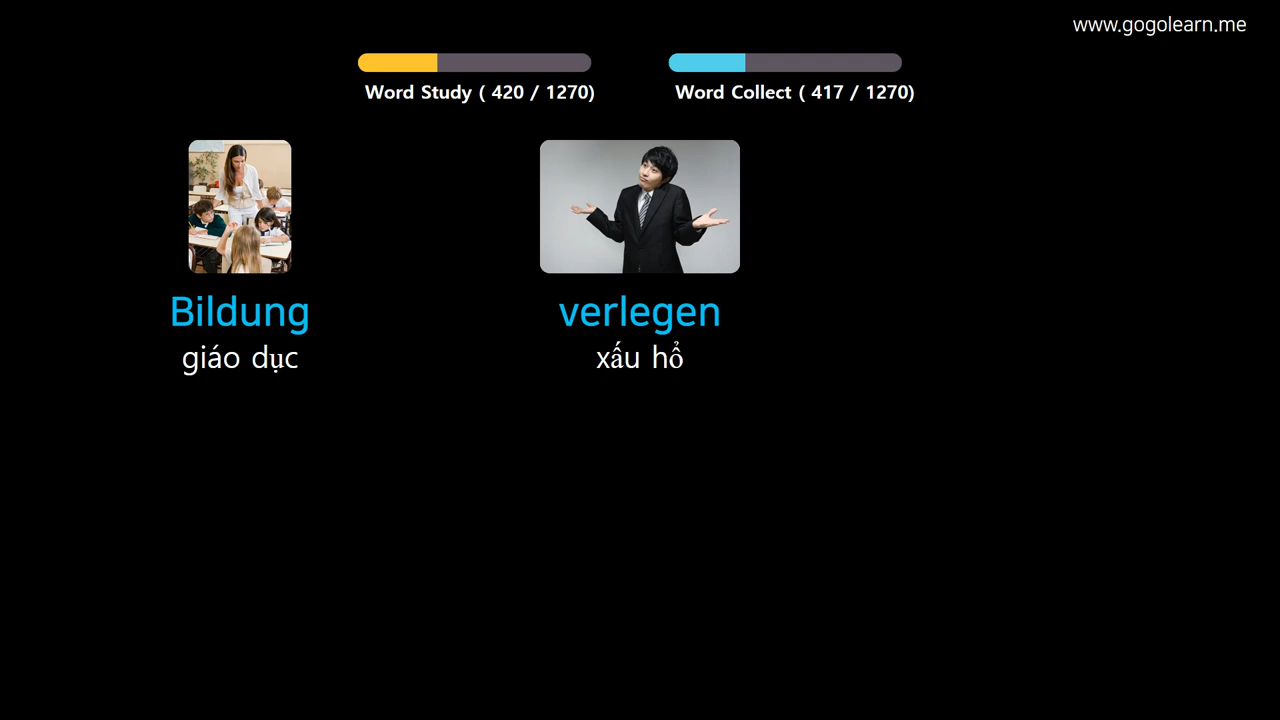 www.gogolearn.me
Word Study ( 420 / 1270)
Word Collect ( 417 / 1270)
Bildung
giáo dục
verlegen
xấu hổ